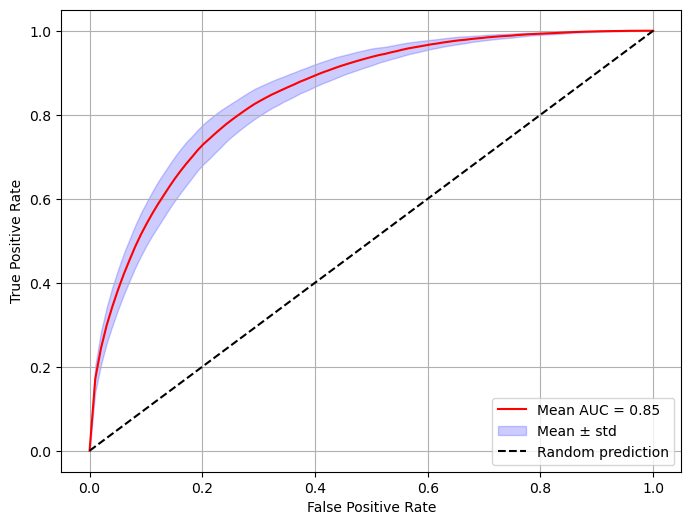 1.0
0.8
0.6
0.4
0.2
0.0
True Positive Rate
Mean AUC = 0.85
Mean ± std
Random prediction
0.0 0.2 0.4 0.6 0.8 1.0
False Positive Rate